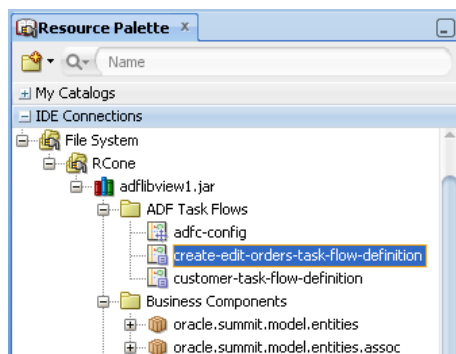 Resource Palette
Name
My Catalogs
IDE Connections
File System
RCone
adflibview1.jar
ADF Task Flows
adfc-config
create-edit-orders-task-flow-definition
customer-task-flow-definition
Business Components
oracle.summit.model.entities
oracle.summit.model.entities.assoc